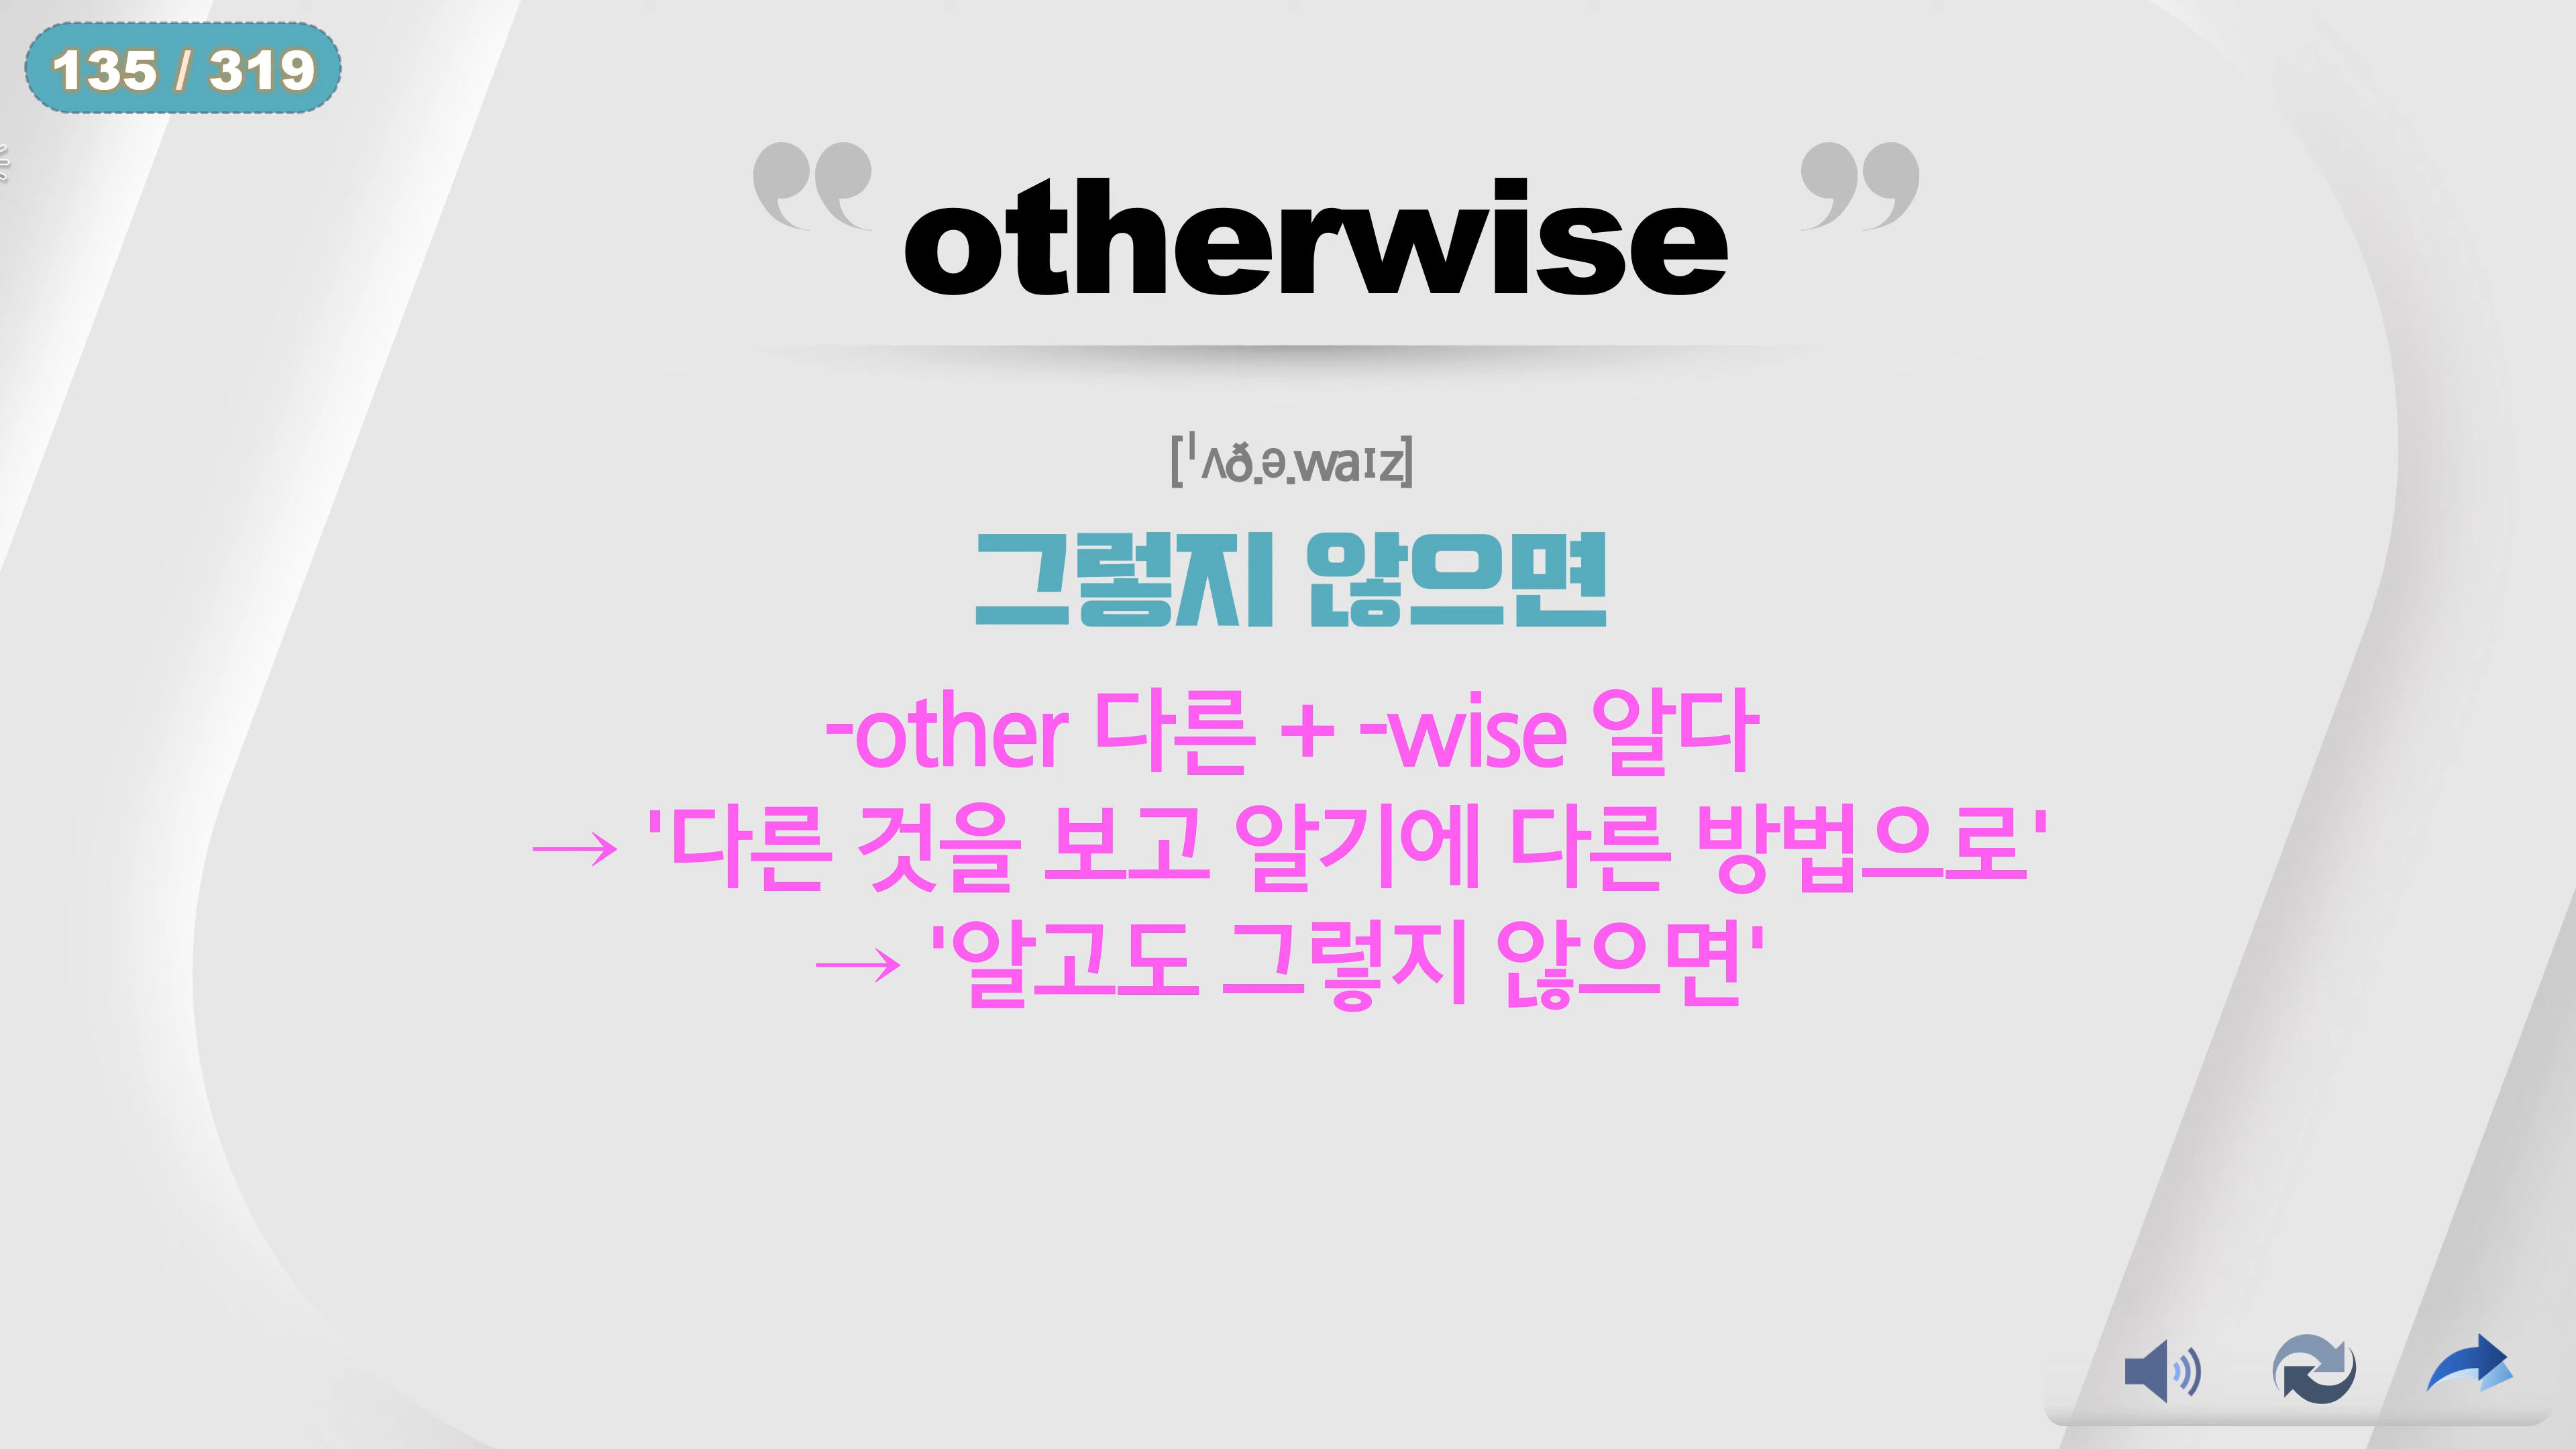 135 / 319
“ otherwise ”
[ˈʌð.ə.waɪz]
그렇지 않으면
-other 다른 + -wise 알다
→ '다른 것을 보고 알기에 다른 방법으로'
→ '알고도 그렇지 않으면'